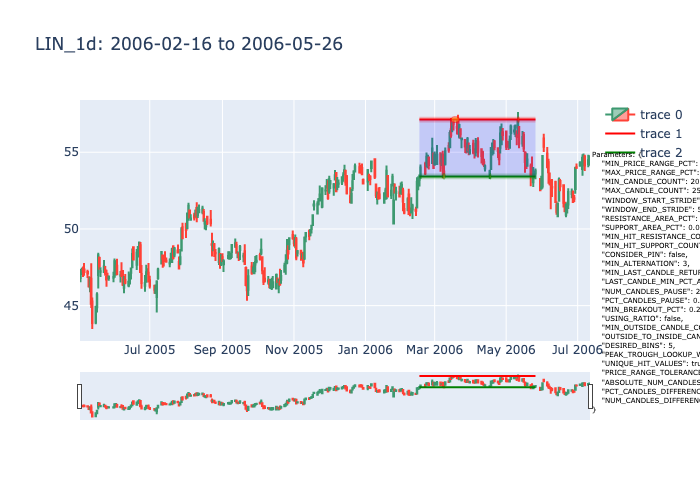 LIN_1d: 2006-02-16 to 2006-05-26
trace 0
trace 1
trace 2
55
50
45
Jul 2005
Sep 2005
Nov 2005
Jan 2006
Mar 2006
May 2006
Jul 2006
Parameters: {
"MIN_PRICE_RANGE_PCT":
"MAX_PRICE_RANGE_PCT":
"MIN_CANDLE_COUNT": 20
"MAX_CANDLE_COUNT": 25
"WINDOW_START_STRIDE"
"WINDOW_END_STRIDE": 5
"RESISTANCE_AREA_PCT":
"SUPPORT_AREA_PCT": 0.0
"MIN_HIT_RESISTANCE_CO
"MIN_HIT_SUPPORT_COUNT
"CONSIDER_PIN": false,
"MIN_ALTERNATION": 3,
"MIN_LAST_CANDLE_RETUR
"LAST_CANDLE_MIN_PCT_A
"NUM_CANDLES_PAUSE": 2
"PCT_CANDLES_PAUSE": 0.
"MIN_BREAKOUT_PCT": 0.2
"USING_RATIO": false,
"MIN_OUTSIDE_CANDLE_CO
"OUTSIDE_TO_INSIDE_CAN
"DESIRED_BINS": 5,
"PEAK_TROUGH_LOOKUP_W
"UNIQUE_HIT_VALUES": tru
"PRICE_RANGE_TOLERANC
"ABSOLUTE_NUM_CANDLES
"PCT_CANDLES_DIFFERENC
"NUM_CANDLES_DIFFEREN
}